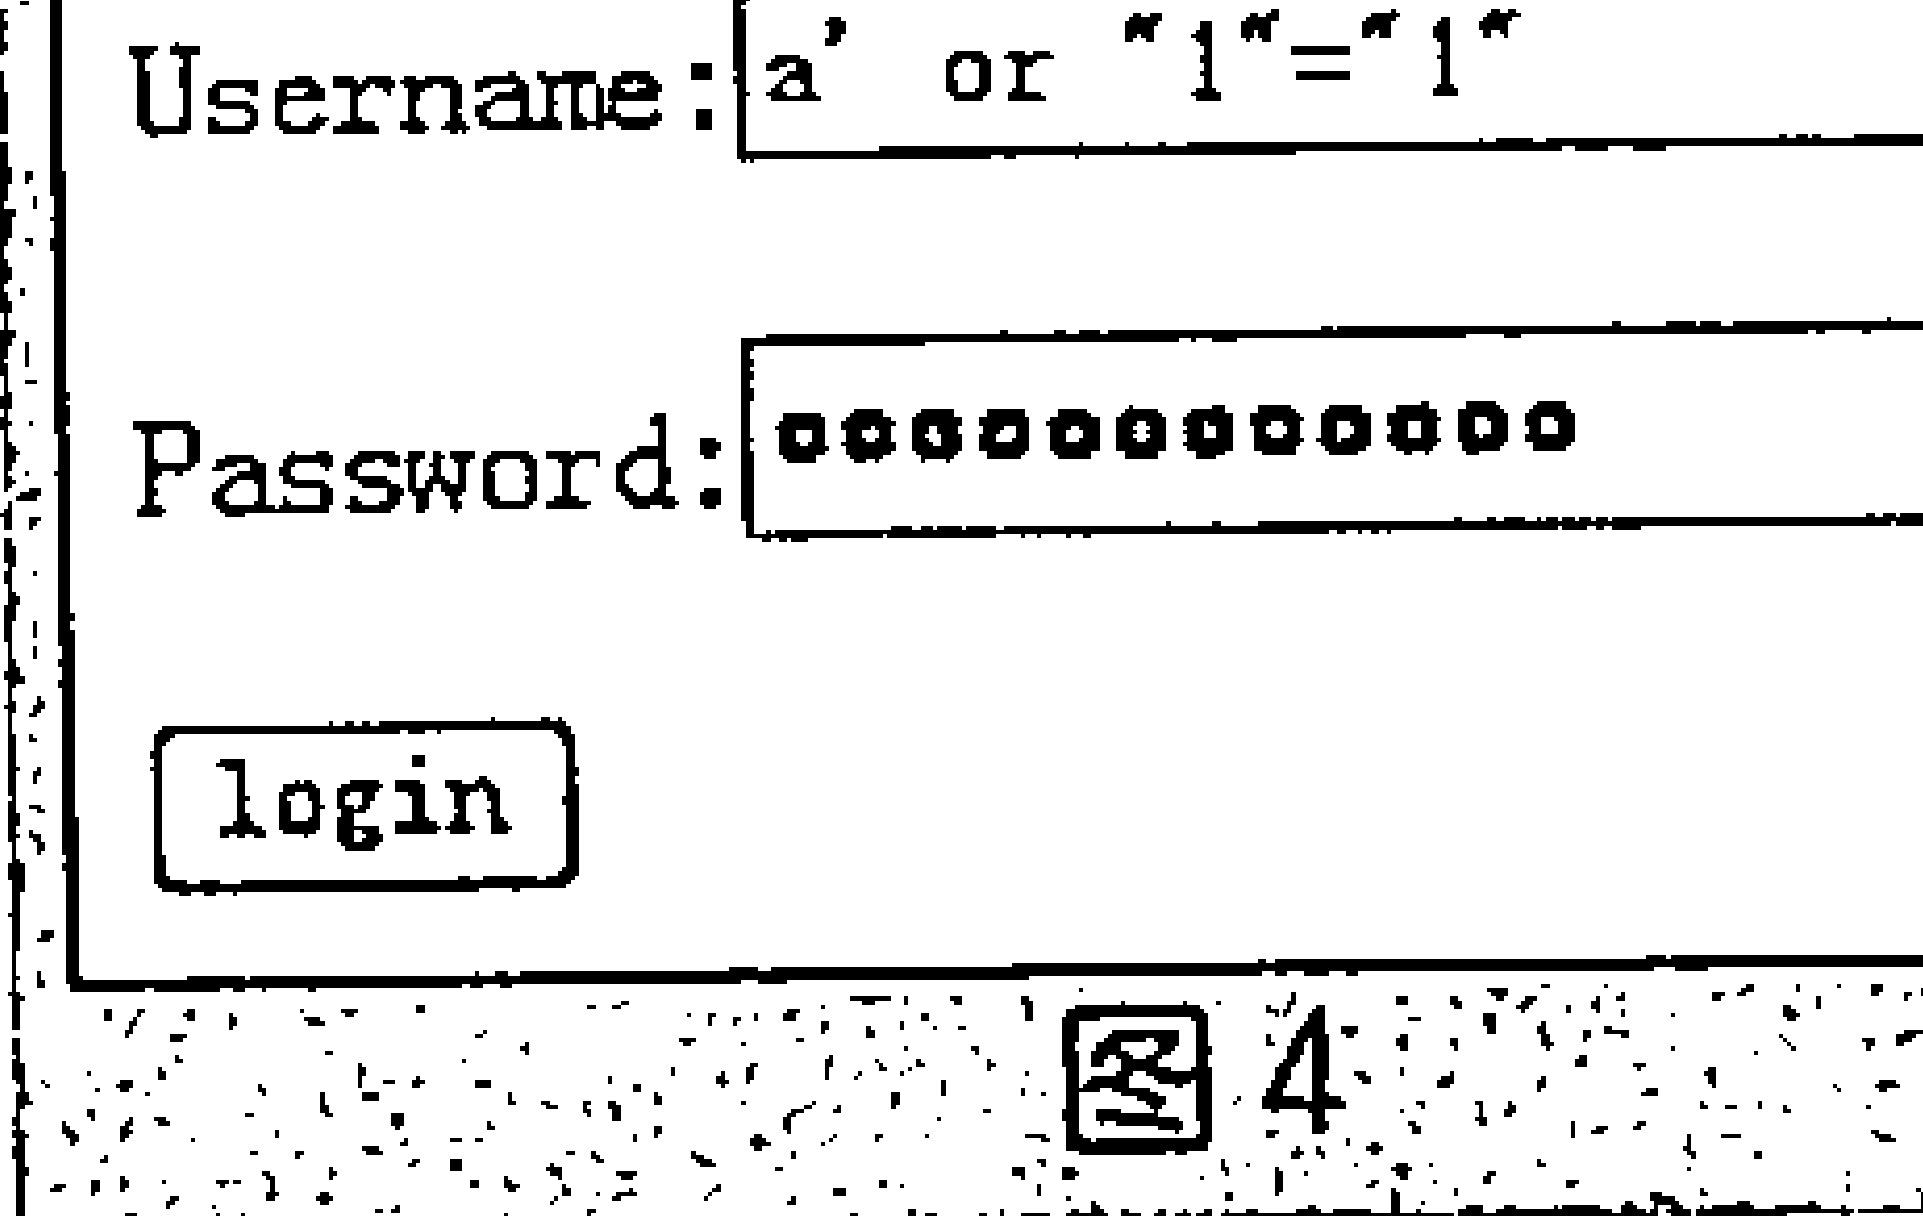 Username: a’ or “1“=“1“
Password: ●●●●●●●●●●●●
login
图 4